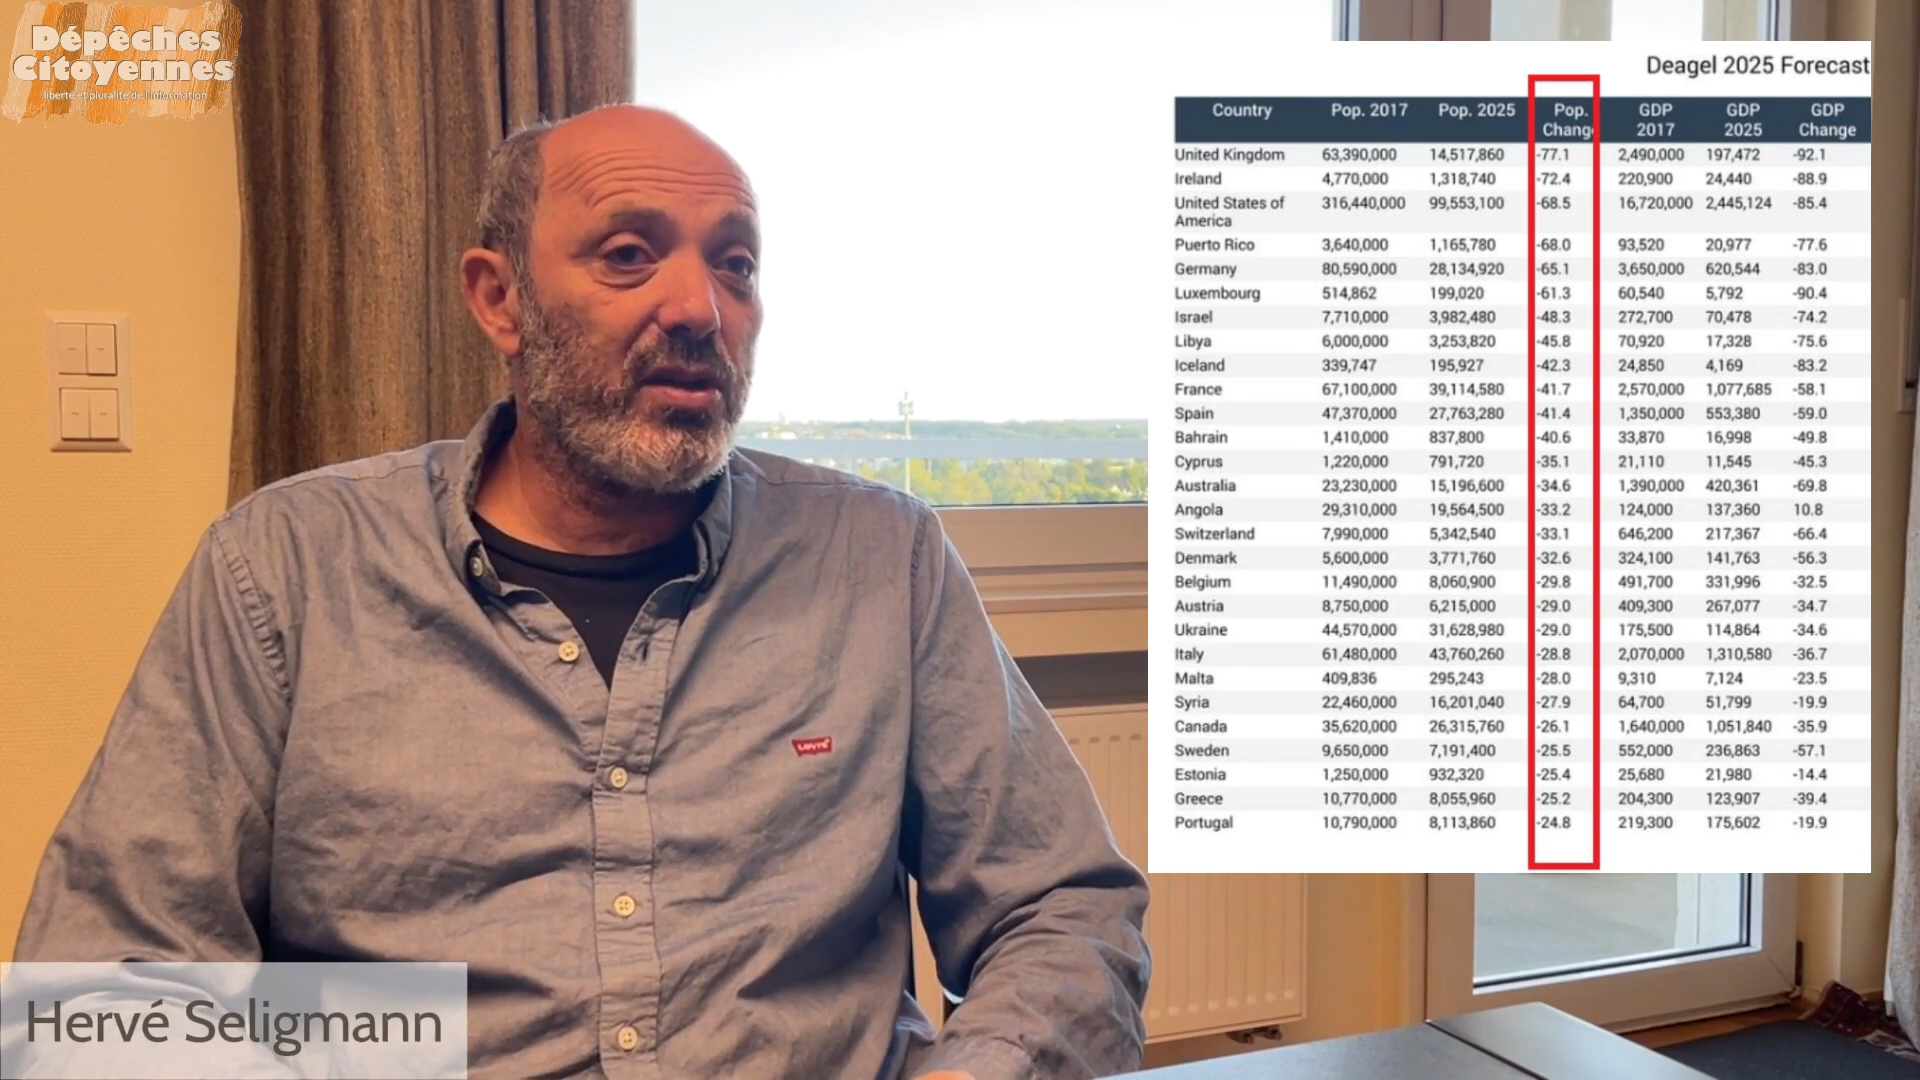 Dépêches
Citoyennes
liberté et pluralité de l'information
Deagel 2025 Forecast
Country Pop. 2017 Pop. 2025 Pop. Change GDP 2017 GDP 2025 GDP Change
United Kingdom 63,390,000 14,517,860 -77.1 2,490,000 197,472 -92.1
Ireland 4,770,000 1,318,740 -72.4 220,900 24,440 -88.9
United States of America 316,440,000 99,553,100 -68.5 16,720,000 2,445,124 -85.4
Puerto Rico 3,640,000 1,165,780 -68.0 93,520 20,977 -77.6
Germany 80,590,000 28,134,920 -65.1 3,650,000 620,544 -83.0
Luxembourg 514,862 199,020 -61.3 60,540 5,792 -90.4
Israel 7,710,000 3,982,480 -48.3 272,700 70,478 -74.2
Libya 6,000,000 3,253,820 -45.8 70,920 17,328 -75.6
Iceland 339,747 195,927 -42.3 24,850 4,169 -83.2
France 67,100,000 39,114,580 -41.7 2,570,000 1,077,685 -58.1
Spain 47,370,000 27,763,280 -41.4 1,350,000 553,380 -59.0
Bahrain 1,410,000 837,800 -40.6 33,870 16,998 -49.8
Cyprus 1,220,000 791,720 -35.1 21,110 11,545 -45.3
Australia 23,230,000 15,196,600 -34.6 1,390,000 420,361 -69.8
Angola 29,310,000 19,564,500 -33.2 124,000 137,360 10.8
Switzerland 7,990,000 5,342,540 -33.1 646,200 217,367 -66.4
Denmark 5,600,000 3,771,760 -32.6 324,100 141,763 -56.3
Belgium 11,490,000 8,060,900 -29.8 491,700 331,996 -32.5
Austria 8,750,000 6,215,000 -29.0 409,300 267,077 -34.7
Ukraine 44,570,000 31,628,980 -29.0 175,500 114,864 -34.6
Italy 61,480,000 43,760,260 -28.8 2,070,000 1,310,580 -36.7
Malta 409,836 295,243 -28.0 9,310 7,124 -23.5
Syria 22,460,000 16,201,040 -27.9 64,700 51,799 -19.9
Canada 35,620,000 26,315,760 -26.1 1,640,000 1,051,840 -35.9
Sweden 9,650,000 7,191,400 -25.5 552,000 236,863 -57.1
Estonia 1,250,000 932,320 -25.4 25,680 21,980 -14.4
Greece 10,770,000 8,055,960 -25.2 204,300 123,907 -39.4
Portugal 10,790,000 8,113,860 -24.8 219,300 175,602 -19.9
Levi's
Hervé Seligmann